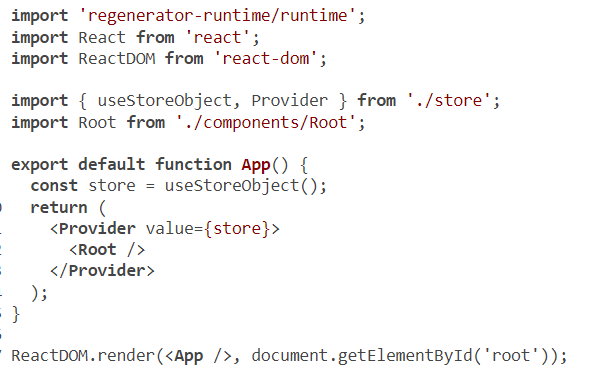 import 'regenerator-runtime/runtime';
import React from 'react';
import ReactDOM from 'react-dom';

import { useStoreObject, Provider } from './store';
import Root from './components/Root';

export default function App() {
  const store = useStoreObject();
  return (
    <Provider value={store}>
      <Root />
    </Provider>
  );
}

ReactDOM.render(<App />, document.getElementById('root'));